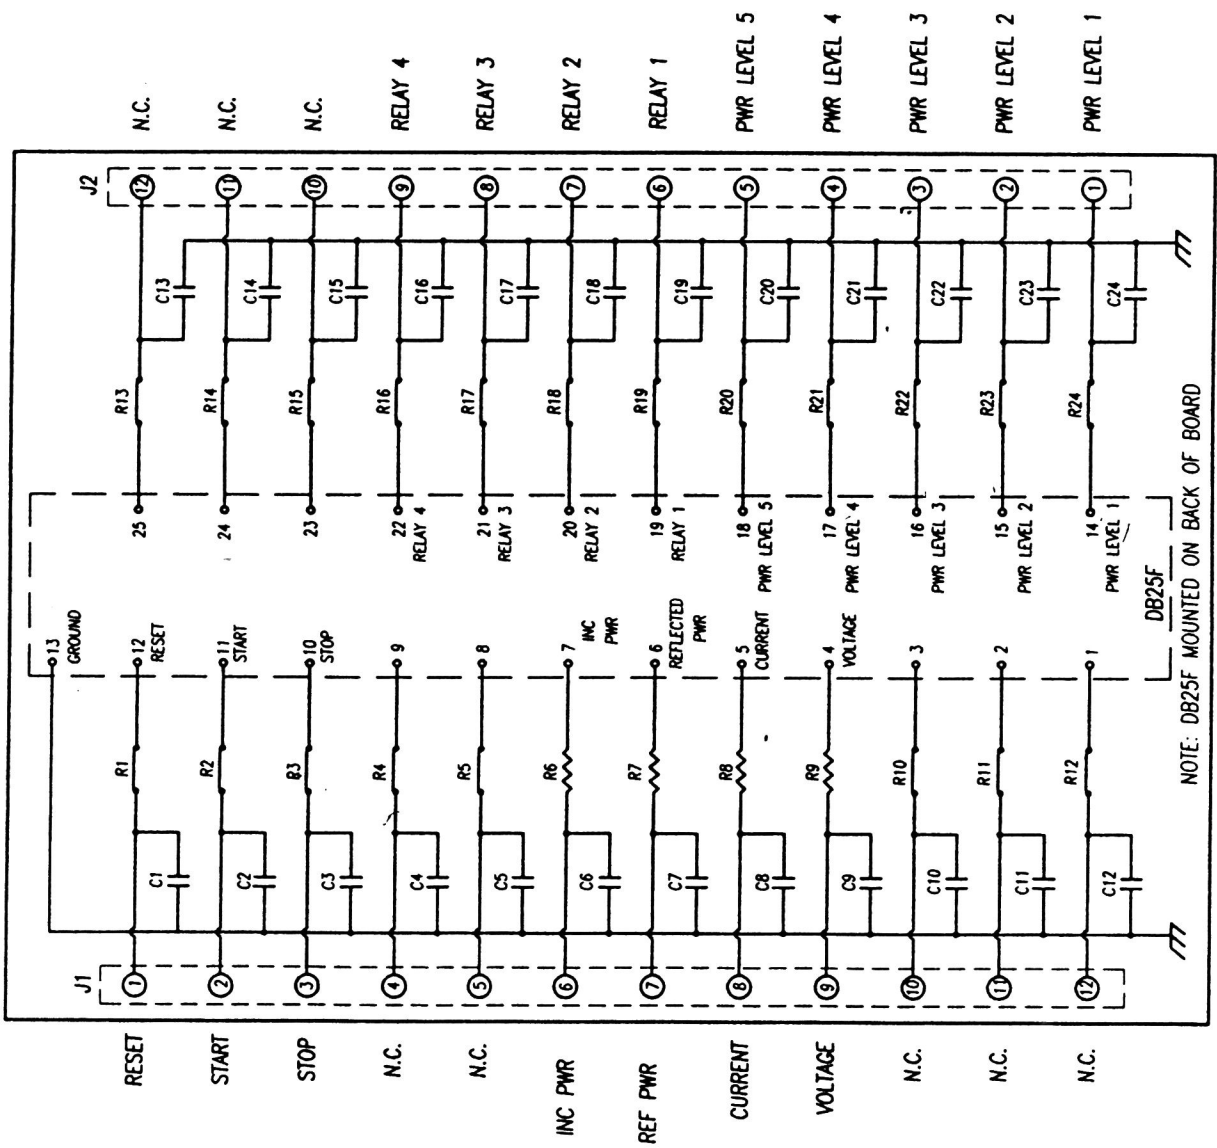 N.C.
N.C.
N.C.
RELAY 4
RELAY 3
RELAY 2
RELAY 1
PWR LEVEL 5
PWR LEVEL 4
PWR LEVEL 3
PWR LEVEL 2
PWR LEVEL 1
J2
12
11
10
9
8
7
6
5
4
3
2
1
C13
C14
C15
C16
C17
C18
C19
C20
C21
C22
C23
C24
R13
R14
R15
R16
R17
R18
R19
R20
R21
R22
R23
R24
25
24
23
22
RELAY 4
21
RELAY 3
20
RELAY 2
19
RELAY 1
18
PWR LEVEL 5
17
PWR LEVEL 4
16
PWR LEVEL 3
15
PWR LEVEL 2
14
PWR LEVEL 1
DB25F
13
GROUND
12
RESET
11
START
10
STOP
9
8
7
INC
PWR
6
REFLECTED
PWR
5
CURRENT
4
VOLTAGE
3
2
1
R1
R2
R3
R4
R5
R6
R7
R8
R9
R10
R11
R12
C1
C2
C3
C4
C5
C6
C7
C8
C9
C10
C11
C12
J1
1
2
3
4
5
6
7
8
9
10
11
12
RESET
START
STOP
N.C.
N.C.
INC PWR
REF PWR
CURRENT
VOLTAGE
N.C.
N.C.
N.C.
NOTE: DB25F MOUNTED ON BACK OF BOARD